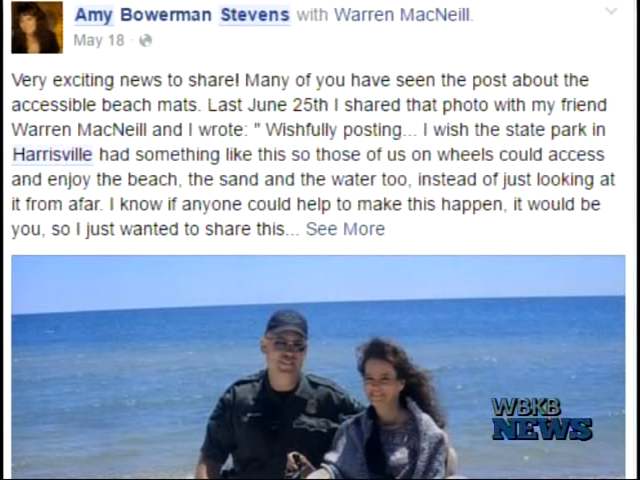 Amy Bowerman Stevens with Warren MacNeill.
May 18 ·
Very exciting news to share! Many of you have seen the post about the
accessible beach mats. Last June 25th I shared that photo with my friend
Warren MacNeill and I wrote: " Wishfully posting... I wish the state park in
Harrisville had something like this so those of us on wheels could access
and enjoy the beach, the sand and the water too, instead of just looking at
it from afar. I know if anyone could help to make this happen, it would be
you, so I just wanted to share this... See More
WBKB
NEWS